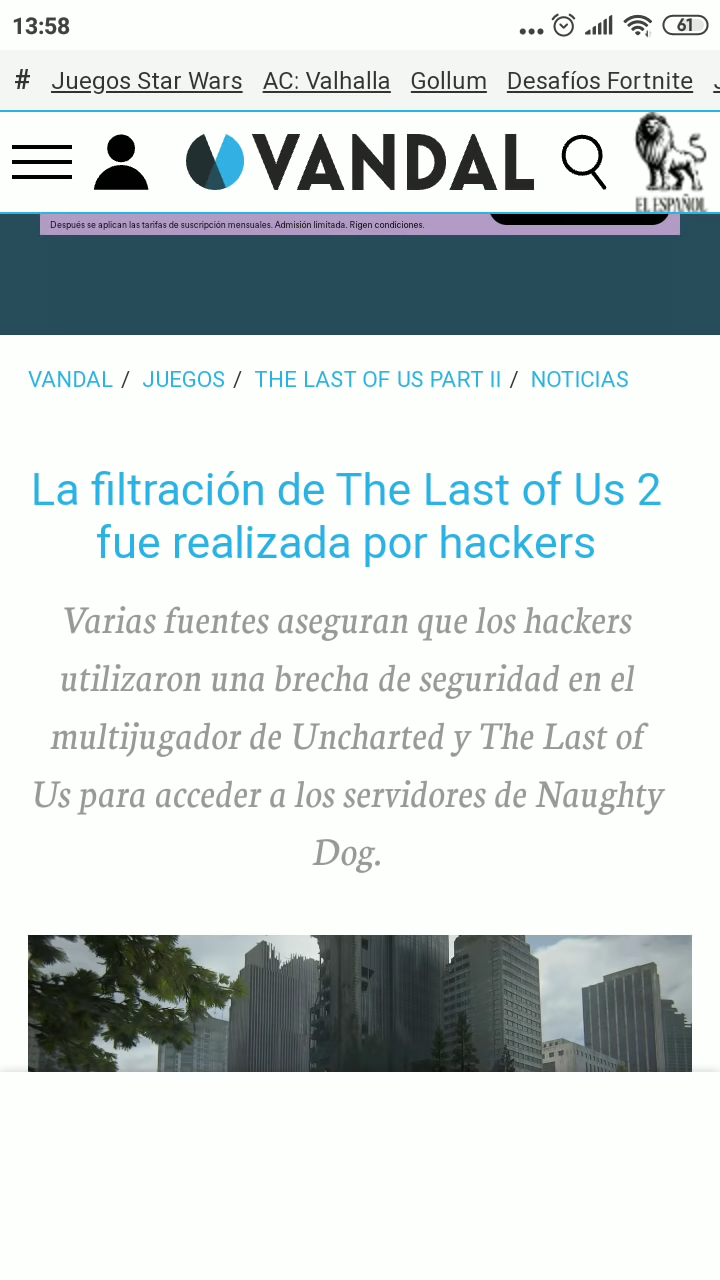 13:58
61
# Juegos Star Wars AC: Valhalla Gollum Desafíos Fortnite
VANDAL
EL ESPAÑOL
Después se aplican las tarifas de suscripción mensuales. Admisión limitada. Rigen condiciones.
VANDAL / JUEGOS / THE LAST OF US PART II / NOTICIAS
La filtración de The Last of Us 2
fue realizada por hackers
Varias fuentes aseguran que los hackers
utilizaron una brecha de seguridad en el
multijugador de Uncharted y The Last of
Us para acceder a los servidores de Naughty
Dog.